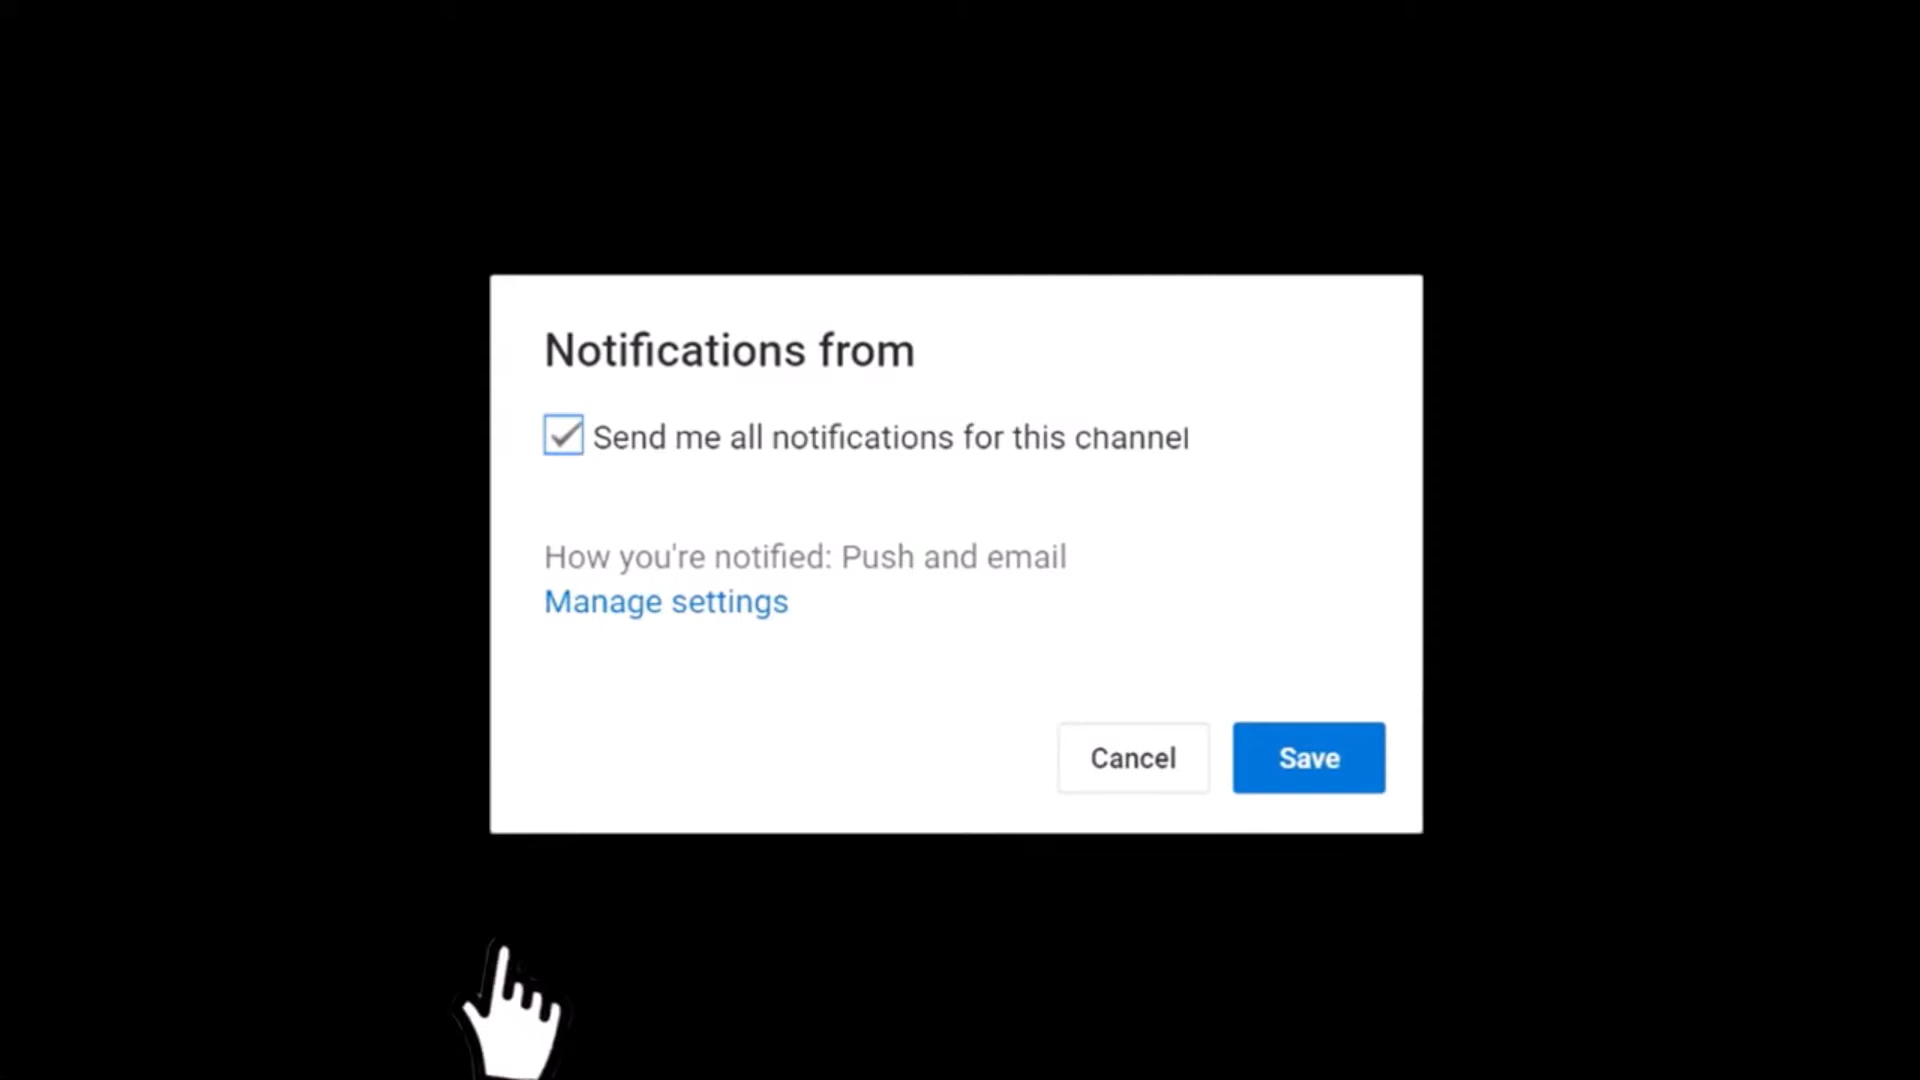 Notifications from
Send me all notifications for this channel
How you're notified: Push and email
Manage settings
Cancel
Save